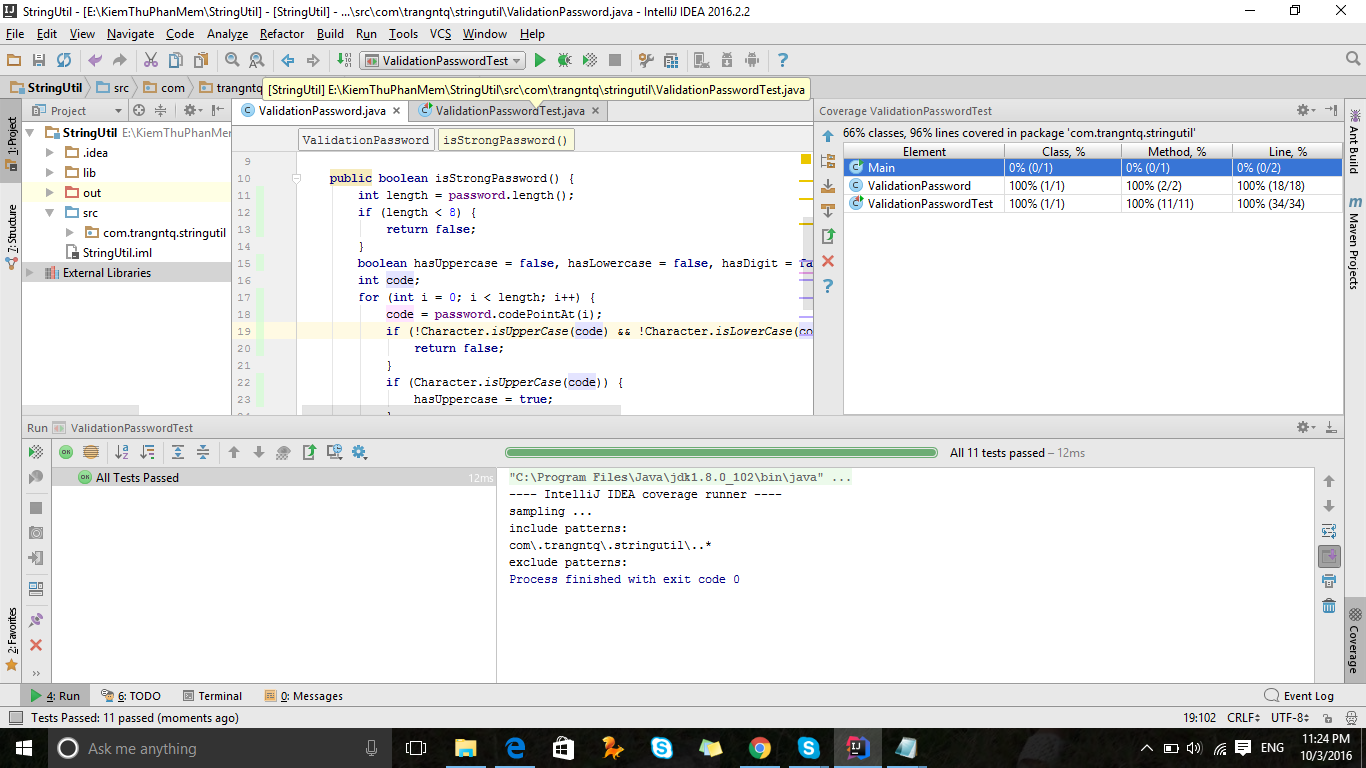 StringUtil - [E:\KiemThuPhanMem\StringUtil] - [StringUtil] - ...\src\com\trangntq\stringutil\ValidationPassword.java - IntelliJ IDEA 2016.2.2
File Edit View Navigate Code Analyze Refactor Build Run Tools VCS Window Help
ValidationPasswordTest
StringUtil src com trangntq
[StringUtil] E:\KiemThuPhanMem\StringUtil\src\com\trangntq\stringutil\ValidationPasswordTest.java
1: Project
7: Structure
2: Favorites
Project
StringUtil E:\KiemThuPhanMem
.idea
lib
out
src
com.trangntq.stringutil
StringUtil.iml
External Libraries
ValidationPassword.java ValidationPasswordTest.java
ValidationPassword isStrongPassword()
9
10 public boolean isStrongPassword() {
11 int length = password.length();
12 if (length < 8) {
13 return false;
14 }
15 boolean hasUppercase = false, hasLowercase = false, hasDigit = fa
16 int code;
17 for (int i = 0; i < length; i++) {
18 code = password.codePointAt(i);
19 if (!Character.isUpperCase(code) && !Character.isLowerCase(co
20 return false;
21 }
22 if (Character.isUpperCase(code)) {
23 hasUppercase = true;
Coverage ValidationPasswordTest
66% classes, 96% lines covered in package 'com.trangntq.stringutil'
Element Class, % Method, % Line, %
Main 0% (0/1) 0% (0/1) 0% (0/2)
ValidationPassword 100% (1/1) 100% (2/2) 100% (18/18)
ValidationPasswordTest 100% (1/1) 100% (11/11) 100% (34/34)
Ant Build
Maven Projects
Coverage
Run ValidationPasswordTest
All 11 tests passed – 12ms
All Tests Passed 12ms
"C:\Program Files\Java\jdk1.8.0_102\bin\java" ...
---- IntelliJ IDEA coverage runner ----
sampling ...
include patterns:
com\.trangntq\.stringutil\..*
exclude patterns:
Process finished with exit code 0
4: Run 6: TODO Terminal 0: Messages Event Log
Tests Passed: 11 passed (moments ago) 19:102 CRLF UTF-8
Ask me anything
ENG
11:24 PM
10/3/2016